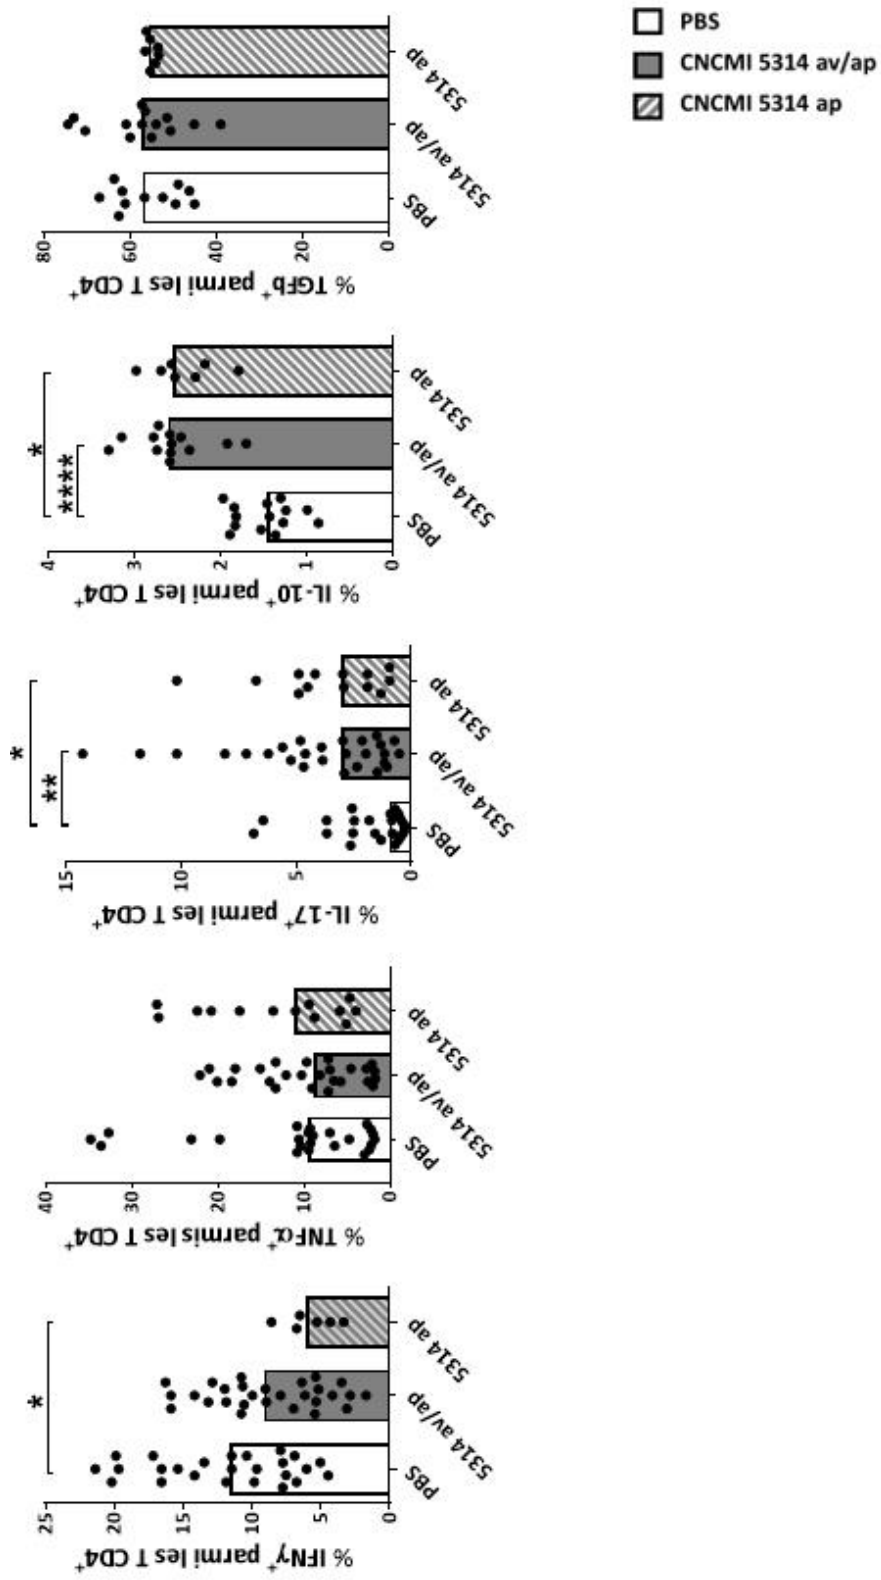 % IFNγ⁺ parmi les T CD4⁺
25
20
15
10
5
0
*
PBS
5314 av/ap
5314 ap
% TNFα⁺ parmis les T CD4⁺
40
30
20
10
0
PBS
5314 av/ap
5314 ap
% IL-17⁺ parmi les T CD4⁺
15
10
5
0
*
**
PBS
5314 av/ap
5314 ap
% IL-10⁺ parmi les T CD4⁺
4
3
2
1
0
*
****
PBS
5314 av/ap
5314 ap
% TGFb⁺ parmi les T CD4⁺
80
60
40
20
0
PBS
5314 av/ap
5314 ap
PBS
CNCMI 5314 av/ap
CNCMI 5314 ap